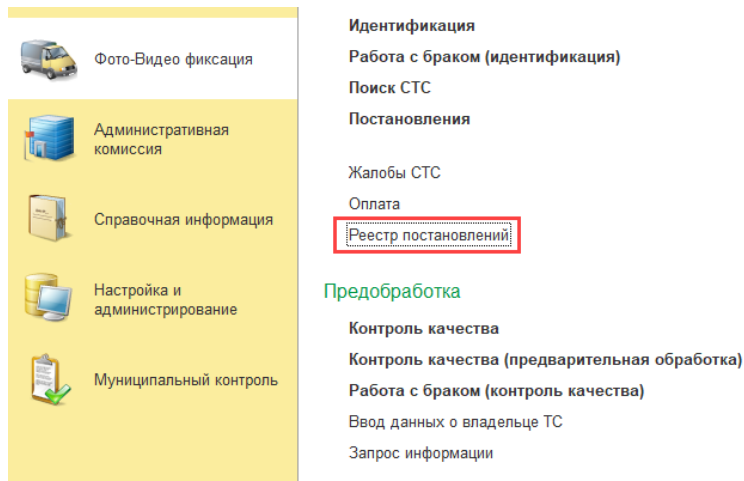 Фото-Видео фиксация
Административная
комиссия
Справочная информация
Настройка и
администрирование
Муниципальный контроль
Идентификация
Работа с браком (идентификация)
Поиск СТС
Постановления
Жалобы СТС
Оплата
Реестр постановлений
Предобработка
Контроль качества
Контроль качества (предварительная обработка)
Работа с браком (контроль качества)
Ввод данных о владельце ТС
Запрос информации